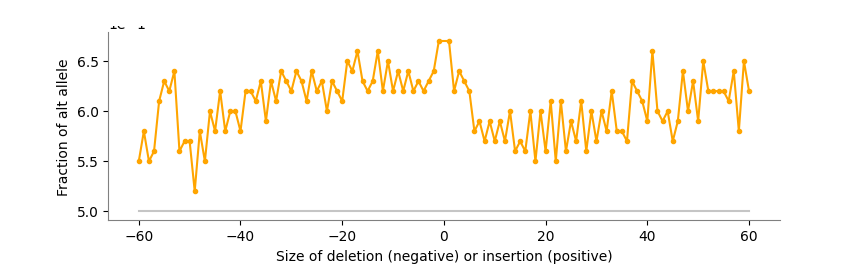 6.5
6.0
5.5
5.0
Fraction of alt allele
−60 −40 −20 0 20 40 60
Size of deletion (negative) or insertion (positive)